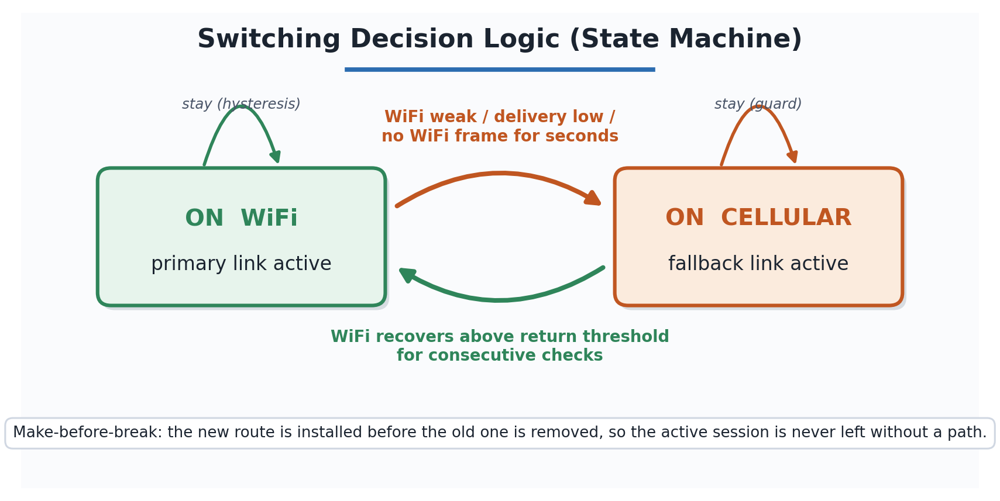 Switching Decision Logic (State Machine)
stay (hysteresis)
stay (guard)
WiFi weak / delivery low /
no WiFi frame for seconds
ON WiFi
primary link active
ON CELLULAR
fallback link active
WiFi recovers above return threshold
for consecutive checks
Make-before-break: the new route is installed before the old one is removed, so the active session is never left without a path.